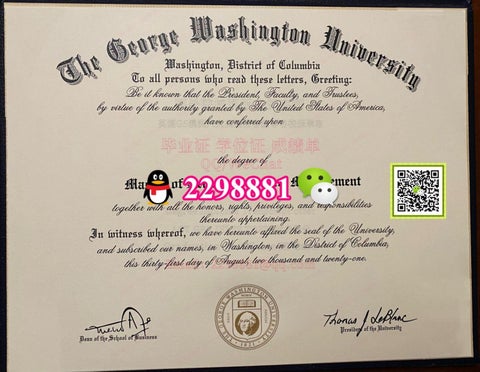 The George Washington University
Washington, District of Columbia
To all persons who read these letters, Greeting:
Be it known that the President, Faculty, and Trustees,
by virtue of the authority granted by The United States of America,
have conferred upon
毕业证 学位证 成绩单
QQ/WeChat
the degree of
2298881
together with all the honors, rights, privileges, and responsibilities
thereunto appertaining.
In witness whereof, we have hereunto affixed the seal of the University,
and subscribed our names, in Washington, in the District of Columbia,
this thirty-first day of August, two thousand and twenty-one.
Dean of the School of Business
Thomas J LeBlanc
President of the University